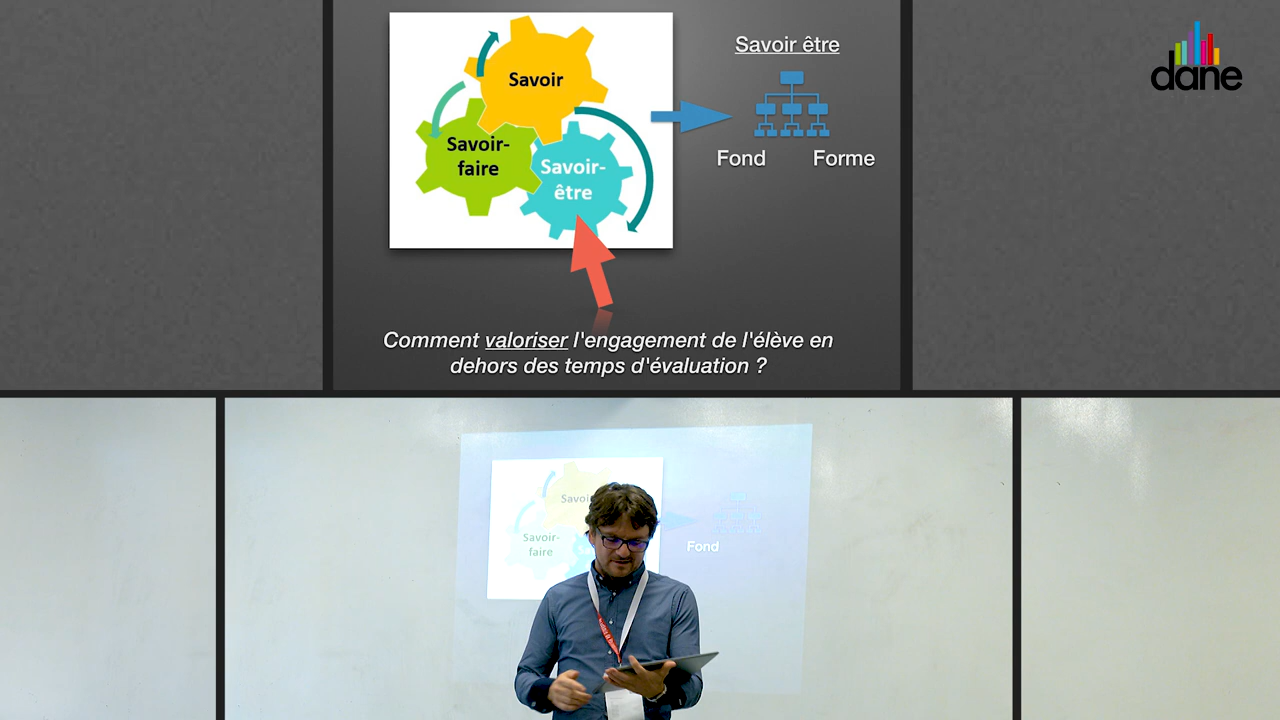 Savoir
Savoir-
faire
Savoir-
être
Savoir être
Fond Forme
Comment valoriser l'engagement de l'élève en
dehors des temps d'évaluation ?
dane
Savoir-
faire
Fond